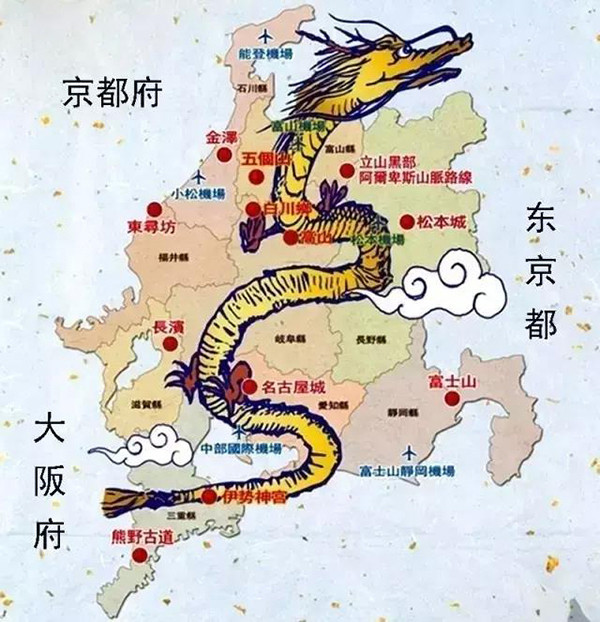 能登機場
石川縣
京都府
富山機場
金澤
五個山
富山縣
立山黑部
阿爾卑斯山脈路線
小松機場
白川鄉
東尋坊
高山
松本機場
松本城
东京都
福井縣
長濱
岐阜縣
長野縣
名古屋城
富士山
滋賀縣
愛知縣
靜岡縣
大阪府
中部國際機場
富士山靜岡機場
伊勢神宮
三重縣
熊野古道